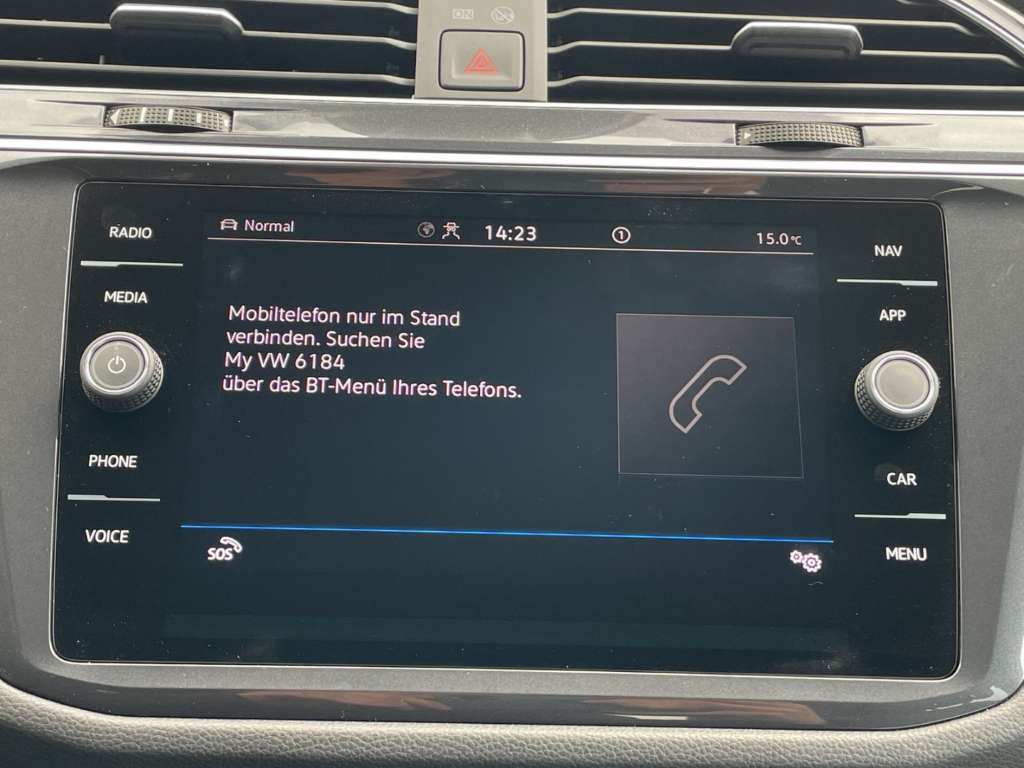 ON
RADIO
MEDIA
PHONE
VOICE
Normal
14:23
1
15.0°C
Mobiltelefon nur im Stand
verbinden. Suchen Sie
My VW 6184
über das BT-Menü Ihres Telefons.
SOS
NAV
APP
CAR
MENU